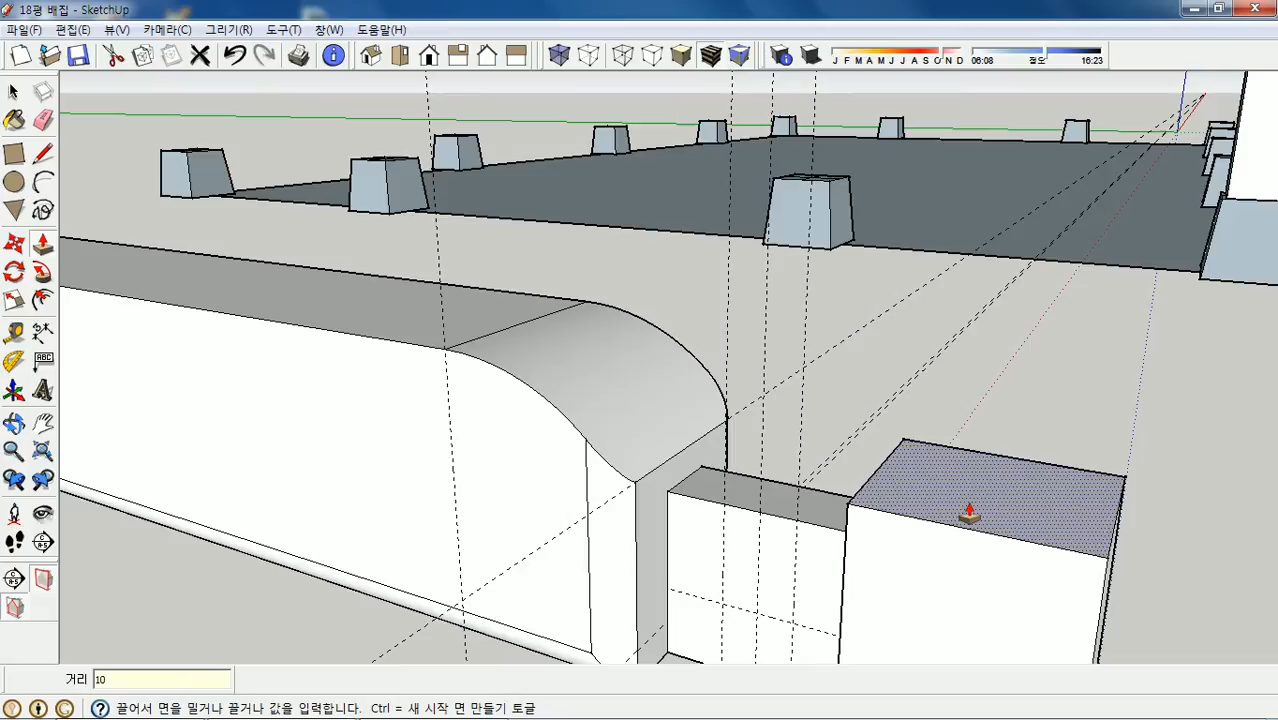 18평 배집 - SketchUp
파일(F) 편집(E) 뷰(V) 카메라(C) 그리기(R) 도구(T) 창(W) 도움말(H)
J F M A M J J A S O N D 06:08 정오 16:23
ABC
거리 10
끌어서 면을 밀거나 끌거나 값을 입력합니다. Ctrl = 새 시작 면 만들기 토글